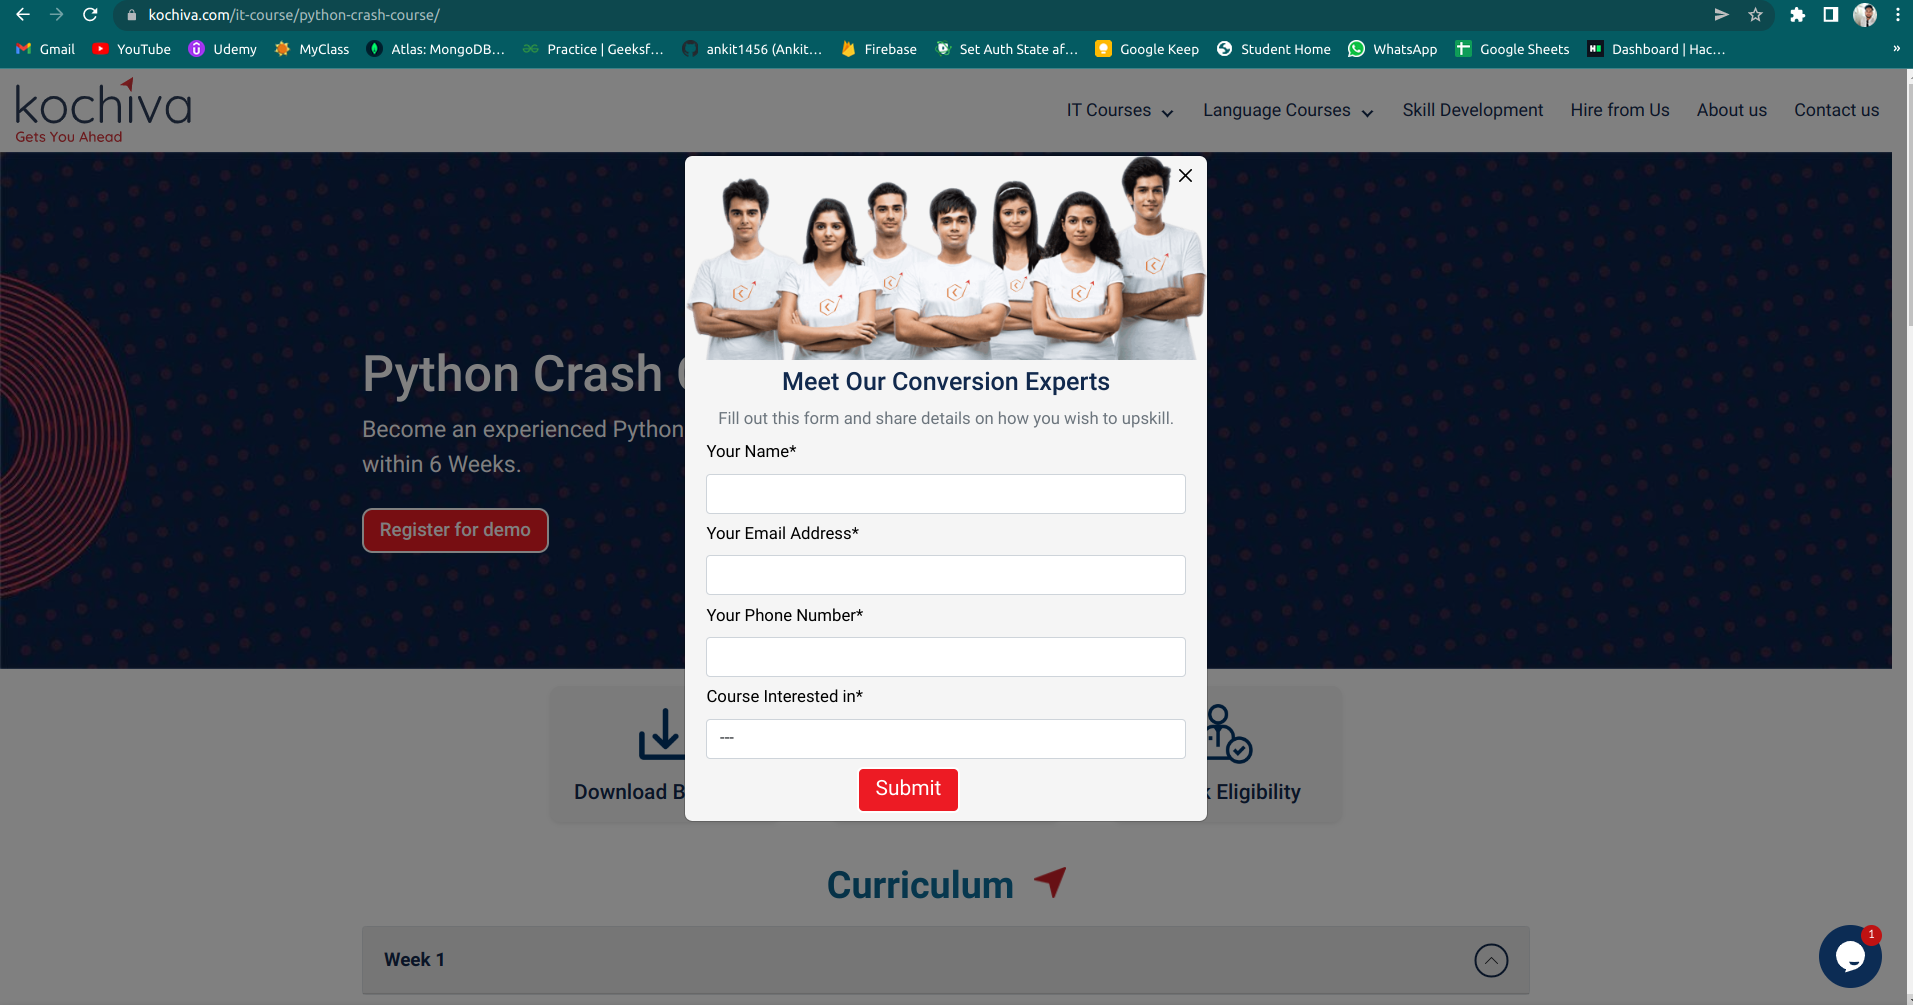 kochiva.com/it-course/python-crash-course/
Gmail YouTube Udemy MyClass Atlas: MongoDB... Practice | Geeksf... ankit1456 (Ankit... Firebase Set Auth State af... Google Keep Student Home WhatsApp Google Sheets Dashboard | Hac... »
kochiva
Gets You Ahead
IT Courses Language Courses Skill Development Hire from Us About us Contact us
Python Crash
Become an experienced Python
within 6 Weeks.
Register for demo
Meet Our Conversion Experts
Fill out this form and share details on how you wish to upskill.
Your Name*
Your Email Address*
Your Phone Number*
Course Interested in*
---
Submit
Download B
k Eligibility
Curriculum
Week 1
1